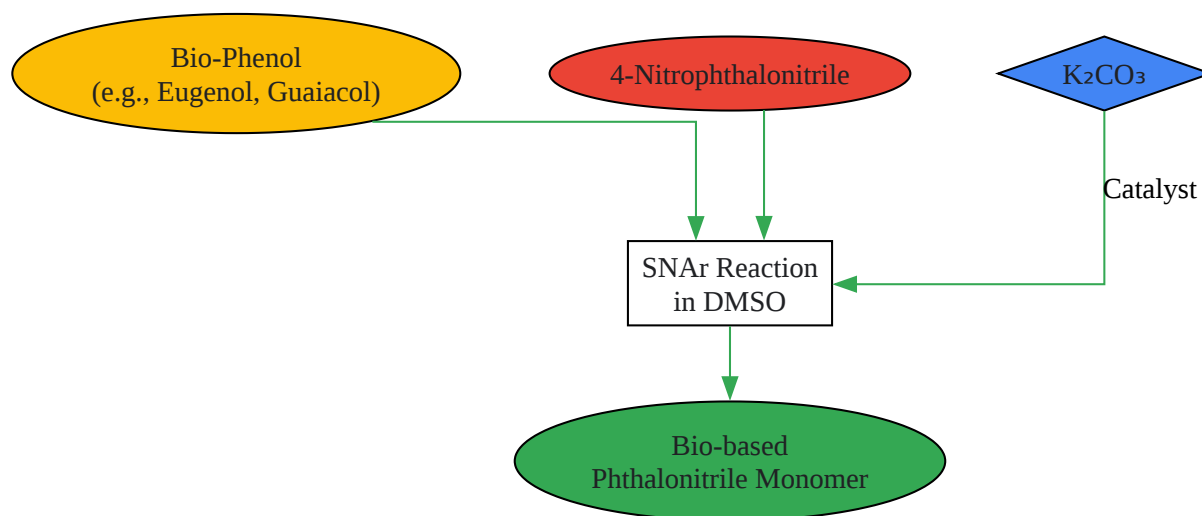 Bio-Phenol
(e.g., Eugenol, Guaiacol)
4-Nitrophthalonitrile
K₂CO₃
Catalyst
SNAr Reaction
in DMSO
Bio-based
Phthalonitrile Monomer